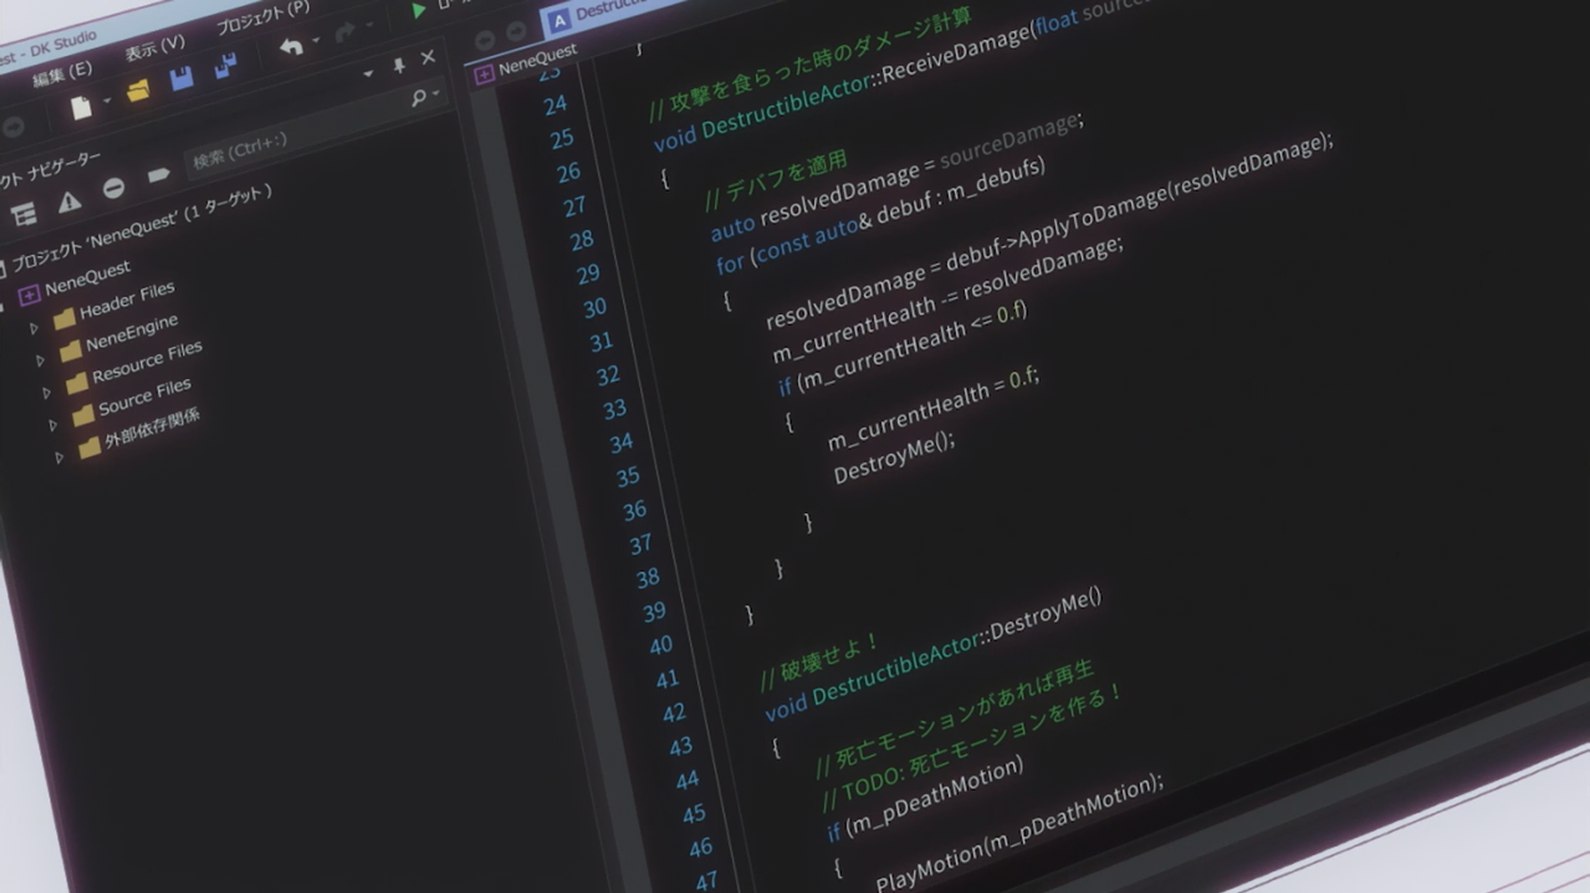 est - DK Studio
編集 (E)
表示 (V)
プロジェクト (P)
クト ナビゲーター
検索 (Ctrl+:)
プロジェクト 'NeneQuest' (1 ターゲット)
NeneQuest
Header Files
NeneEngine
Resource Files
Source Files
外部依存関係
A Destructib
NeneQuest
23 }
24
25 // 攻撃を食らった時のダメージ計算
26 void DestructibleActor::ReceiveDamage(float source
27 {
28 // デバフを適用
29 auto resolvedDamage = sourceDamage;
30 for (const auto& debuf : m_debufs)
31 {
32 resolvedDamage = debuf->ApplyToDamage(resolvedDamage);
33 m_currentHealth -= resolvedDamage;
34 if (m_currentHealth <= 0.f)
35 {
36 m_currentHealth = 0.f;
37 DestroyMe();
38 }
39 }
40 }
41
42 // 破壊せよ！
43 void DestructibleActor::DestroyMe()
44 {
45 // 死亡モーションがあれば再生
46 // TODO: 死亡モーションを作る！
47 if (m_pDeathMotion)
{
PlayMotion(m_pDeathMotion);